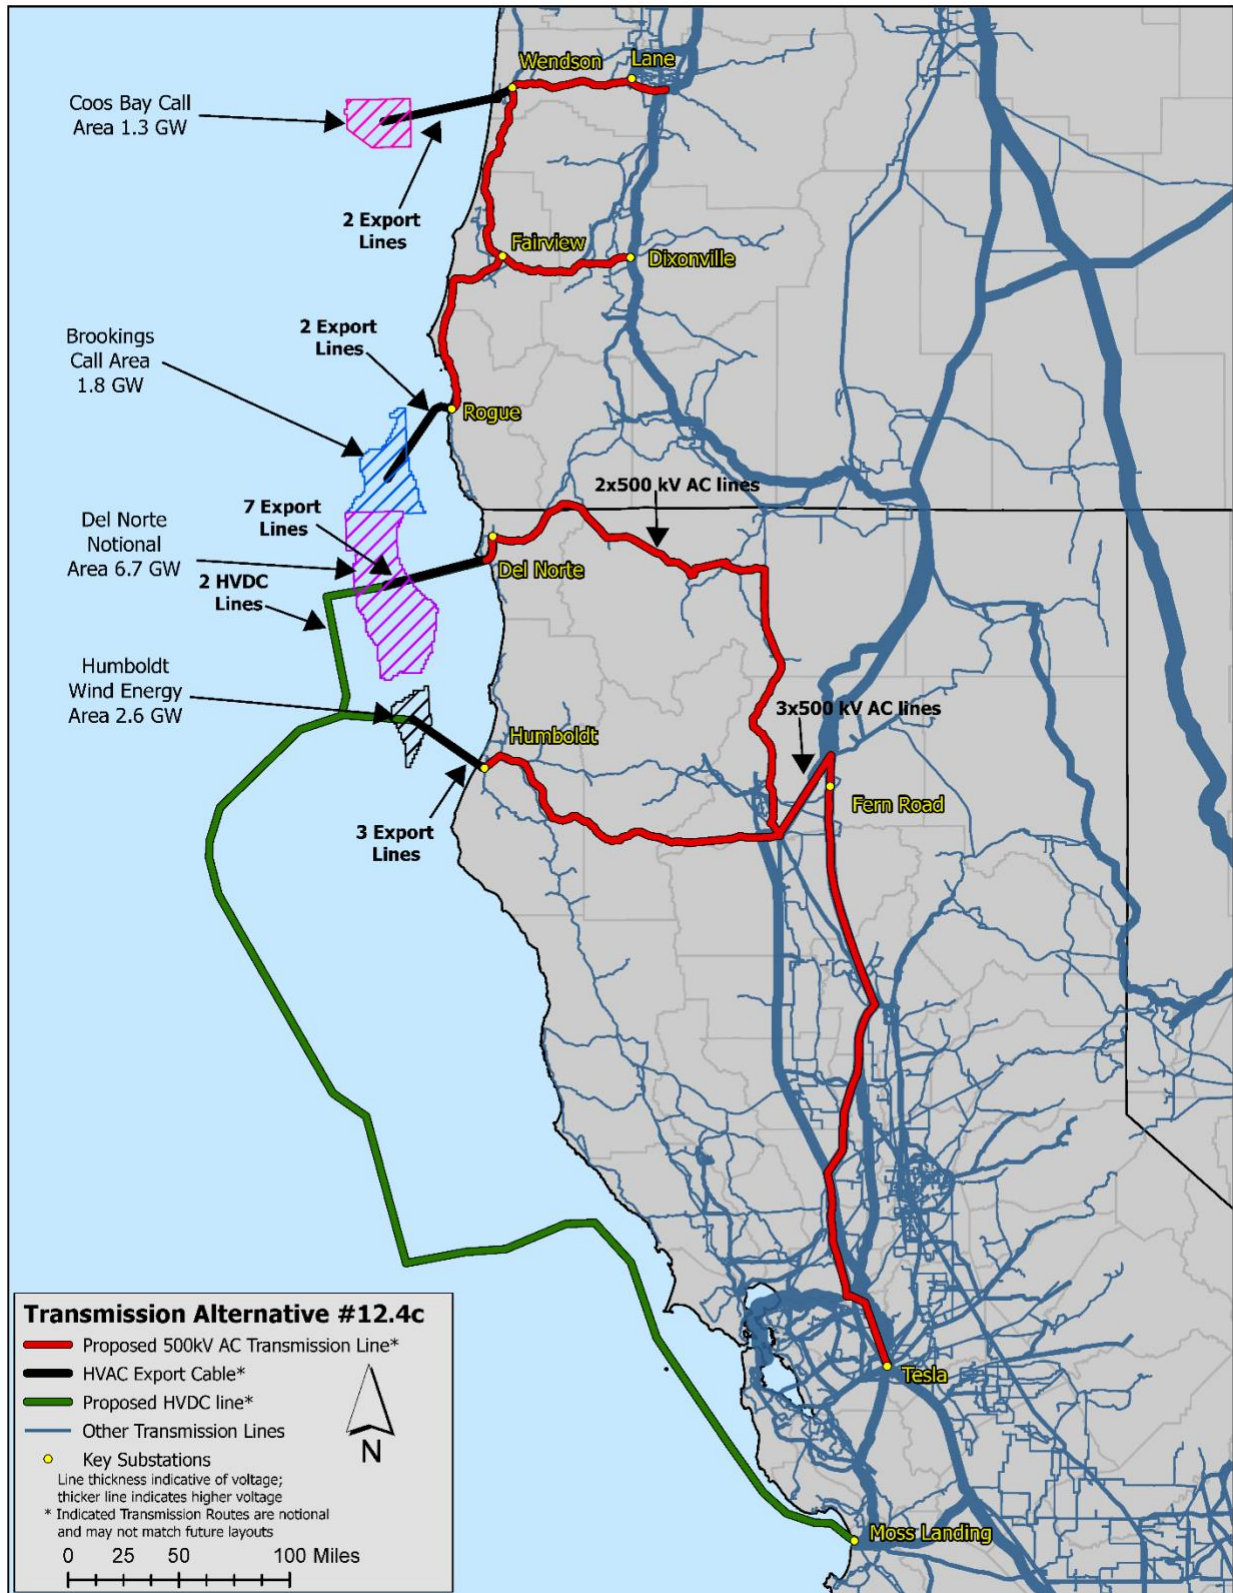 Wendson
Lane
Coos Bay Call
Area 1.3 GW
2 Export
Lines
Fairview
Dixonville
2 Export
Lines
Brookings
Call Area
1.8 GW
Rogue
2x500 kV AC lines
7 Export
Lines
Del Norte
Notional
Area 6.7 GW
Del Norte
2 HVDC
Lines
Humboldt
Wind Energy
Area 2.6 GW
3x500 kV AC lines
Humboldt
Fern Road
3 Export
Lines
Transmission Alternative #12.4c
Proposed 500kV AC Transmission Line*
HVAC Export Cable*
Proposed HVDC line*
Other Transmission Lines
Key Substations
Line thickness indicative of voltage;
thicker line indicates higher voltage
* Indicated Transmission Routes are notional
and may not match future layouts
N
0 25 50 100 Miles
Tesla
Moss Landing